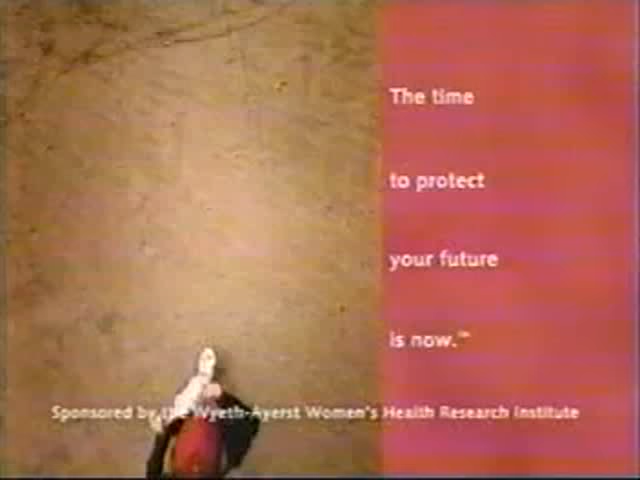 The time
to protect
your future
is now.™
Sponsored by the Wyeth-Ayerst Women's Health Research Institute